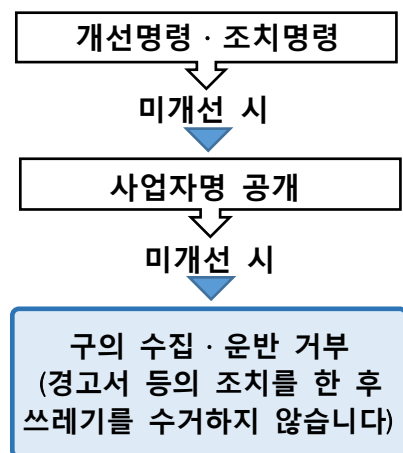 개선명령 · 조치명령
미개선 시
사업자명 공개
미개선 시
구의 수집 · 운반 거부
(경고서 등의 조치를 한 후
쓰레기를 수거하지 않습니다)